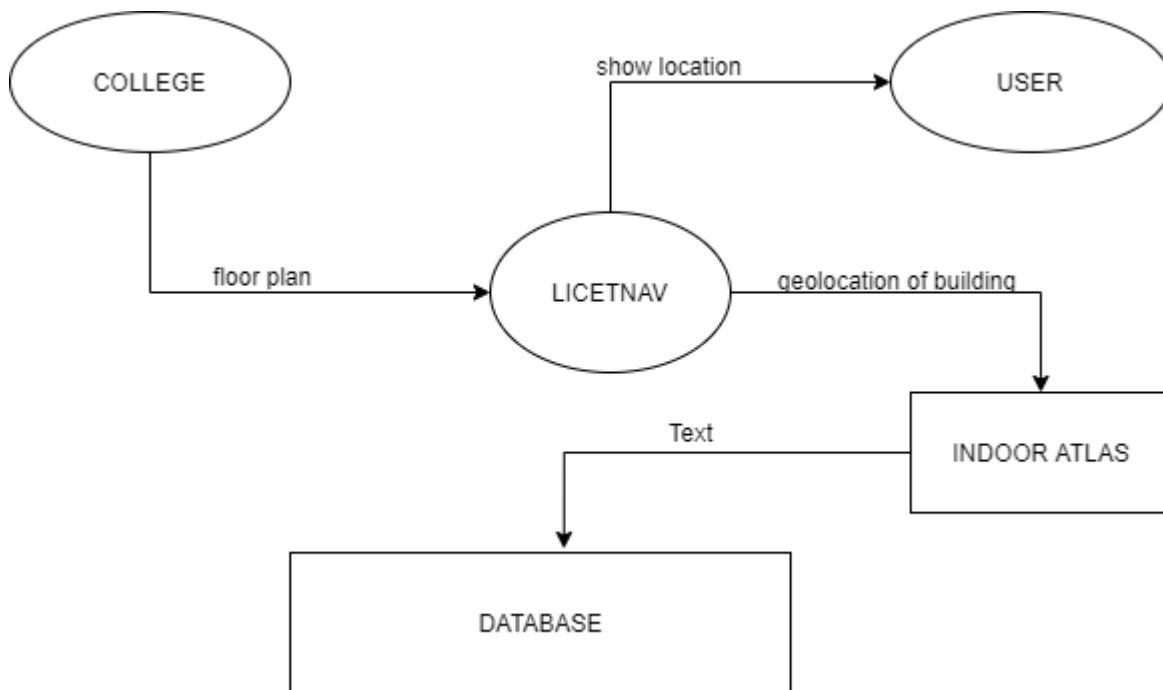 COLLEGE
show location
USER
floor plan
LICETNAV
geolocation of building
Text
INDOOR ATLAS
DATABASE